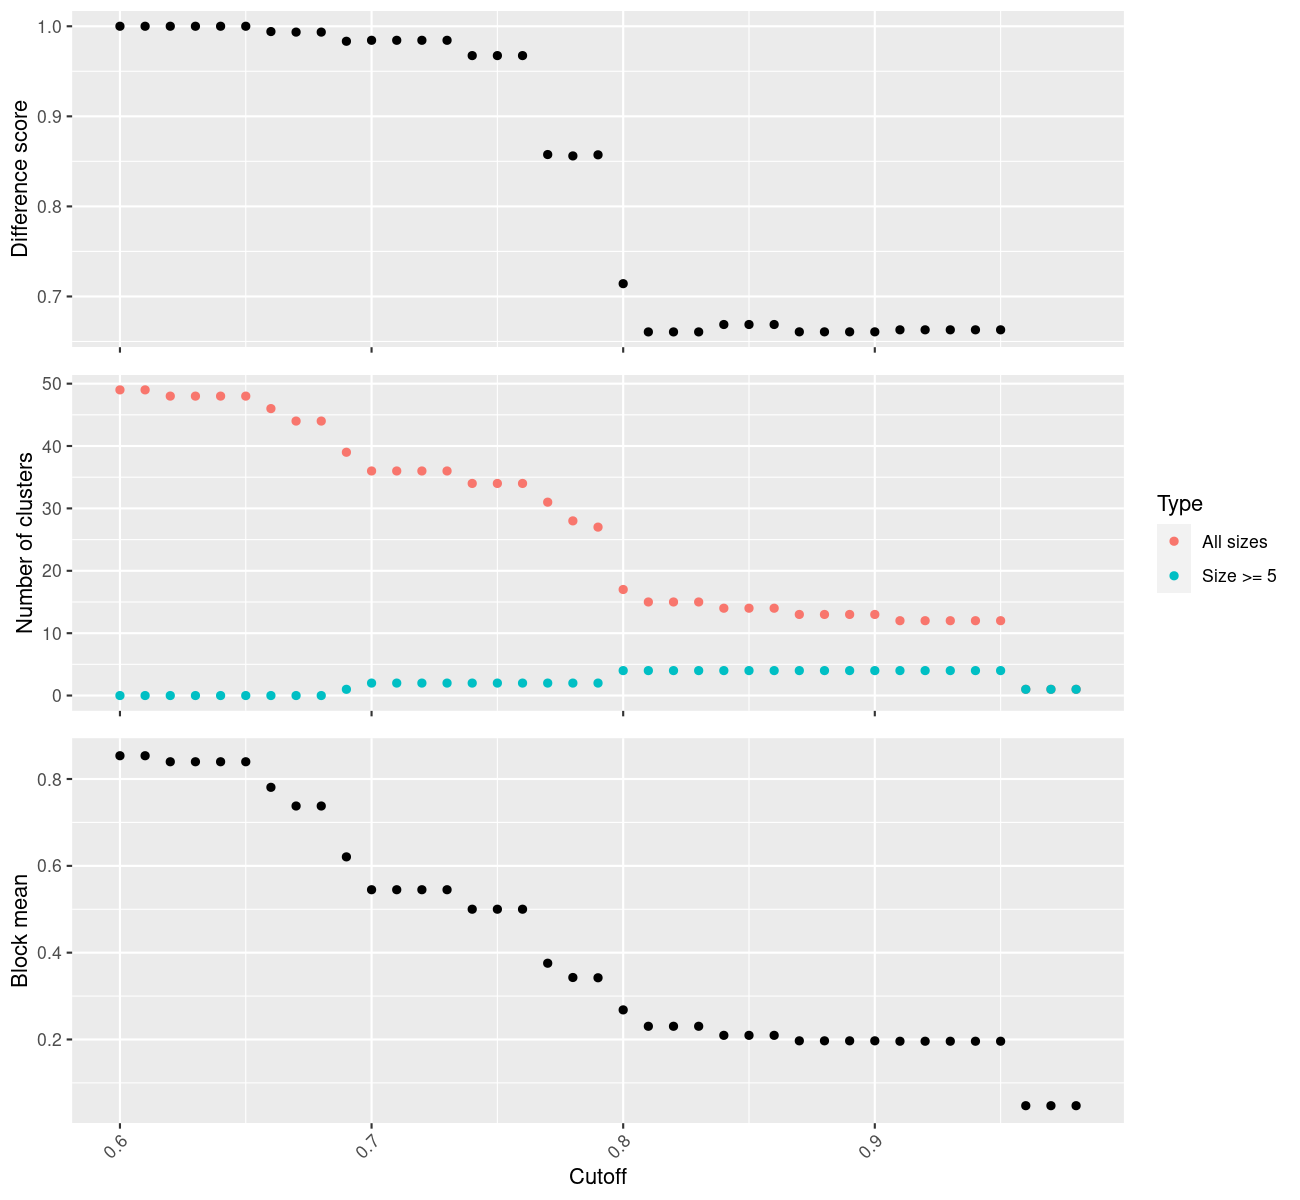 Difference score
1.0
0.9
0.8
0.7
Number of clusters
50
40
30
20
10
0
Type
All sizes
Size >= 5
Block mean
0.8
0.6
0.4
0.2
0.6
0.7
0.8
0.9
Cutoff